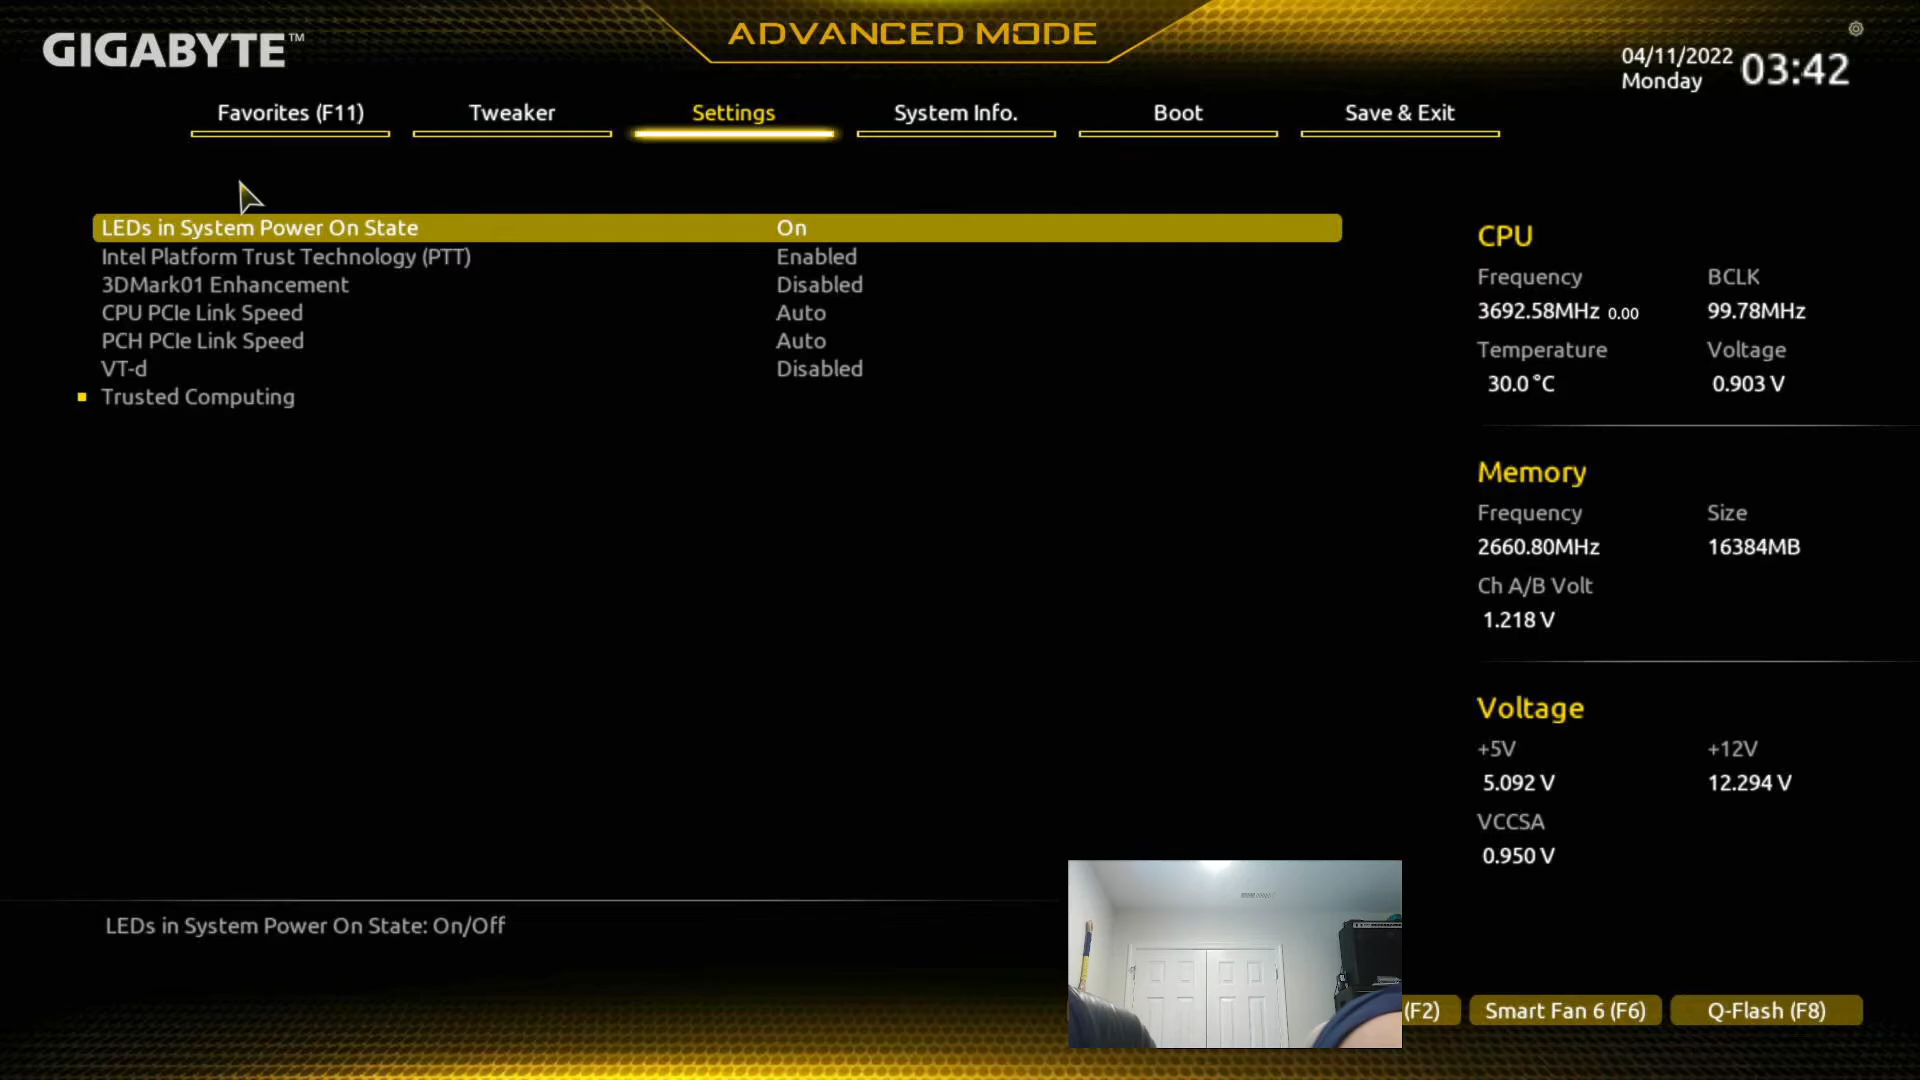 GIGABYTE™
ADVANCED MODE
04/11/2022
Monday
03:42
Favorites (F11) Tweaker Settings System Info. Boot Save & Exit
LEDs in System Power On State On
Intel Platform Trust Technology (PTT) Enabled
3DMark01 Enhancement Disabled
CPU PCIe Link Speed Auto
PCH PCIe Link Speed Auto
VT-d Disabled
Trusted Computing
CPU
Frequency BCLK
3692.58MHz 0.00 99.78MHz
Temperature Voltage
30.0 °C 0.903 V
Memory
Frequency Size
2660.80MHz 16384MB
Ch A/B Volt
1.218 V
Voltage
+5V +12V
5.092 V 12.294 V
VCCSA
0.950 V
LEDs in System Power On State: On/Off
(F2) Smart Fan 6 (F6) Q-Flash (F8)